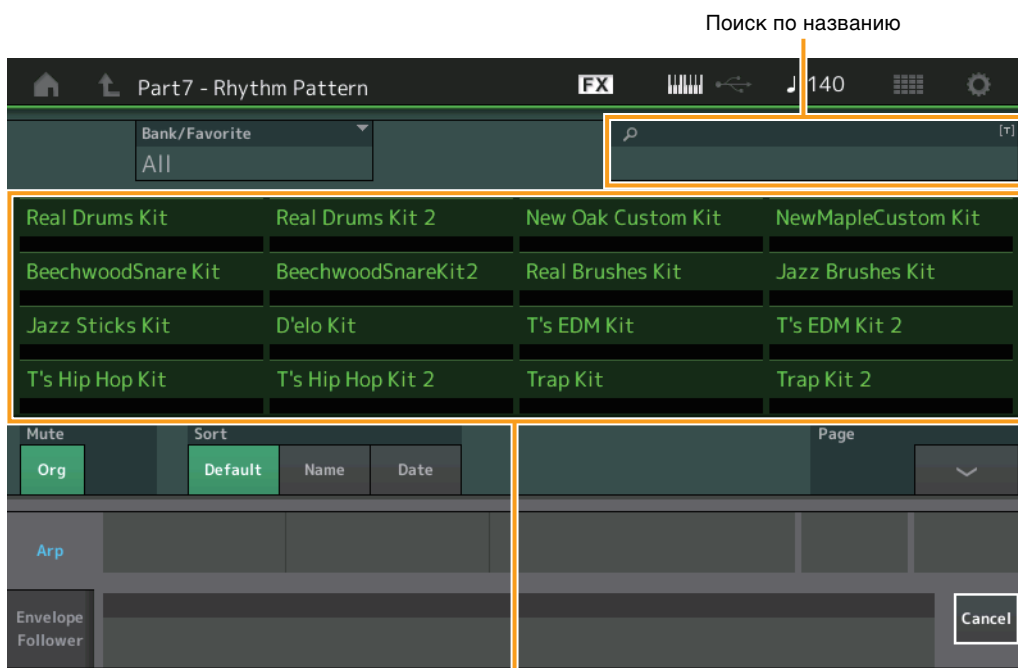 Поиск по названию
Part7 - Rhythm Pattern FX ♩ 140
Bank/Favorite [T]
All
Real Drums Kit Real Drums Kit 2 New Oak Custom Kit NewMapleCustom Kit
BeechwoodSnare Kit BeechwoodSnareKit2 Real Brushes Kit Jazz Brushes Kit
Jazz Sticks Kit D'elo Kit T's EDM Kit T's EDM Kit 2
T's Hip Hop Kit T's Hip Hop Kit 2 Trap Kit Trap Kit 2
Mute Sort Page
Org Default Name Date
Arp
Envelope
Follower
Cancel